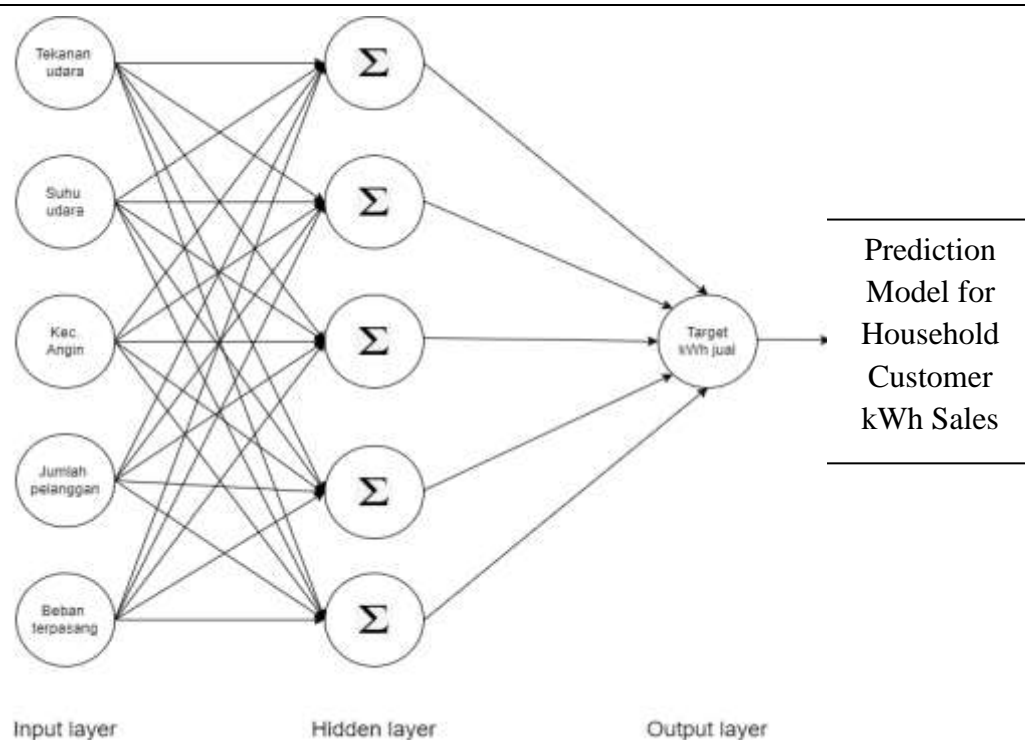 Tekanan
udara
Σ
Suhu
udara
Σ
Kec.
Angin
Σ
Target
kWh jual
Prediction
Model for
Household
Customer
kWh Sales
Jumlah
pelanggan
Σ
Beban
terpasang
Σ
Input layer
Hidden layer
Output layer